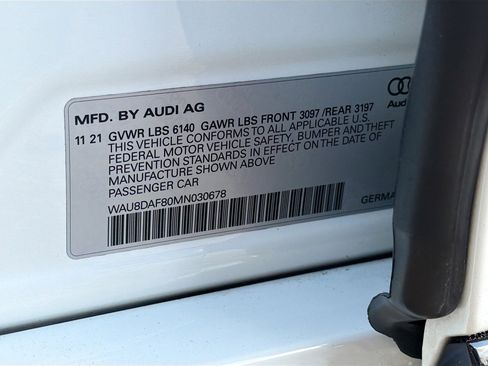 MFD. BY AUDI AG
Audi
11 21 GVWR LBS 6140 GAWR LBS FRONT 3097 /REAR 3197
THIS VEHICLE CONFORMS TO ALL APPLICABLE U.S.
FEDERAL MOTOR VEHICLE SAFETY, BUMPER AND THEFT
PREVENTION STANDARDS IN EFFECT ON THE DATE OF
MANUFACTURE SHOWN ABOVE
PASSENGER CAR
WAU8DAF80MN030678
GERMA